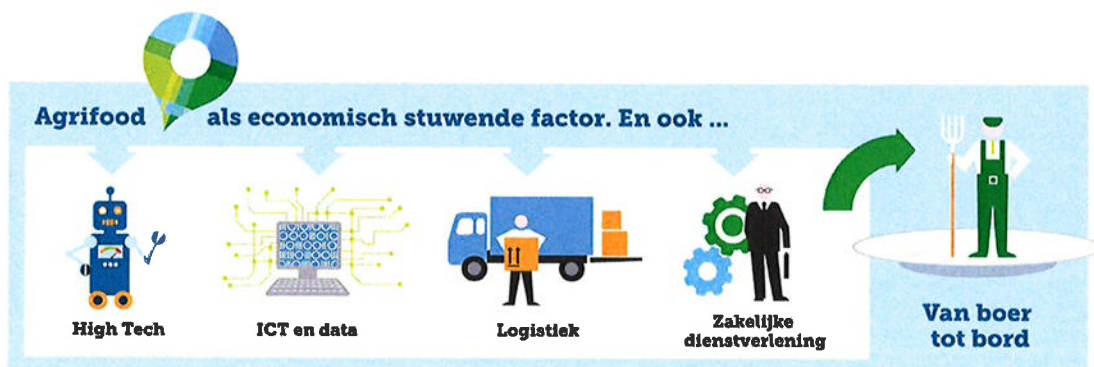 Agrifood als economisch stuwende factor. En ook ...
High Tech
ICT en data
Logistiek
Zakelijke
dienstverlening
Van boer
tot bord